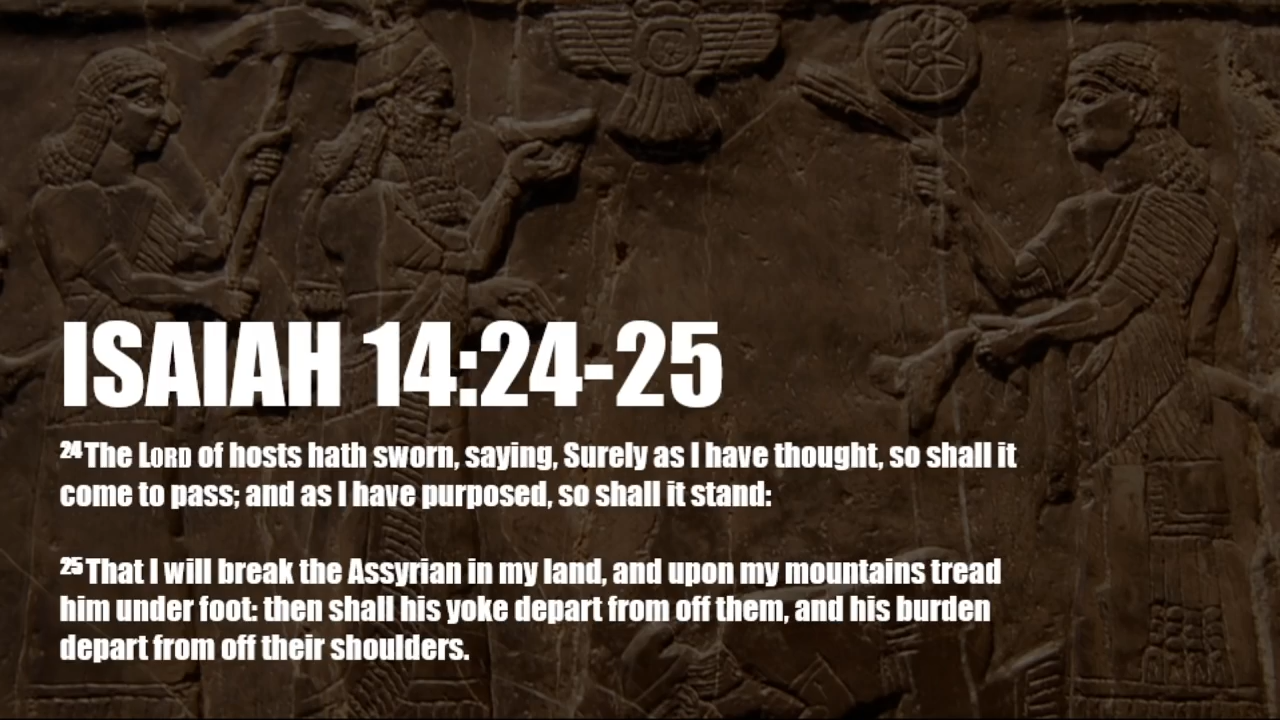 ISAIAH 14:24-25
24 The LORD of hosts hath sworn, saying, Surely as I have thought, so shall it
come to pass; and as I have purposed, so shall it stand:
25 That I will break the Assyrian in my land, and upon my mountains tread
him under foot: then shall his yoke depart from off them, and his burden
depart from off their shoulders.